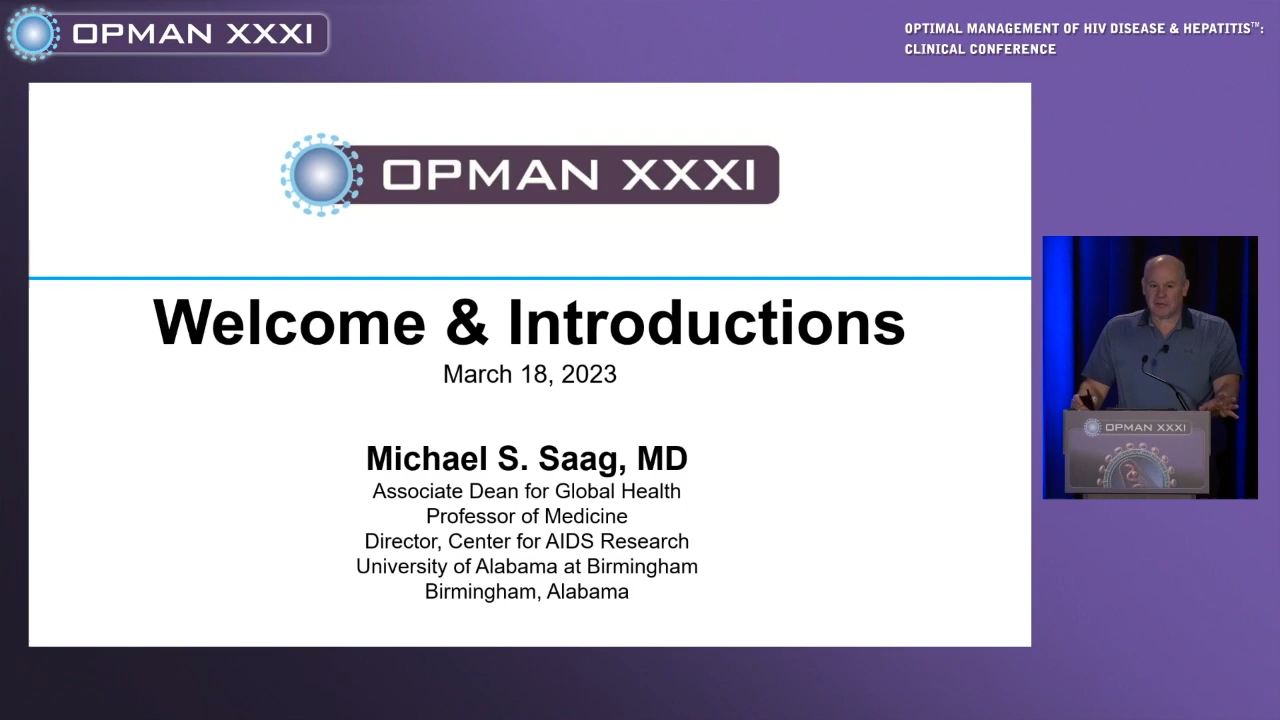 OPMAN XXXI
OPTIMAL MANAGEMENT OF HIV DISEASE & HEPATITIS™:
CLINICAL CONFERENCE
OPMAN XXXI
Welcome & Introductions
March 18, 2023
Michael S. Saag, MD
Associate Dean for Global Health
Professor of Medicine
Director, Center for AIDS Research
University of Alabama at Birmingham
Birmingham, Alabama
OPMAN XXXI